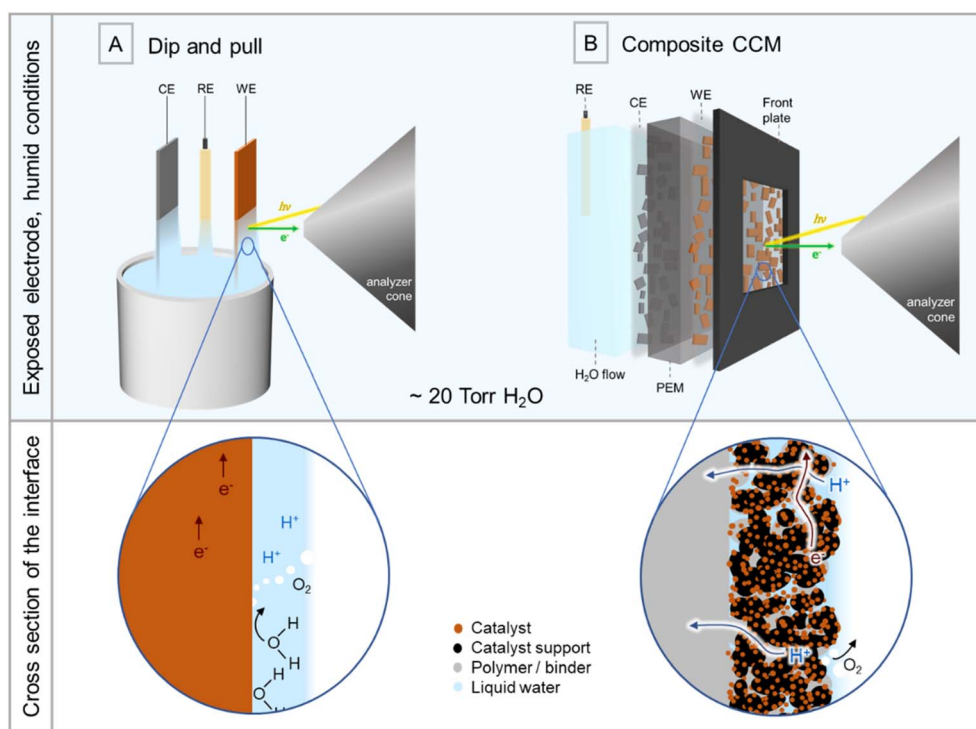 A Dip and pull
B Composite CCM
Exposed electrode, humid conditions
CE RE WE
hν
e-
analyzer
cone
RE
CE
WE
Front
plate
hν
e-
analyzer
cone
H2O flow
PEM
~ 20 Torr H2O
Cross section of the interface
e-
e-
H+
H+
O2
O H
H
H
O
H
Catalyst
Catalyst support
Polymer / binder
Liquid water
H+
e-
H+
O2